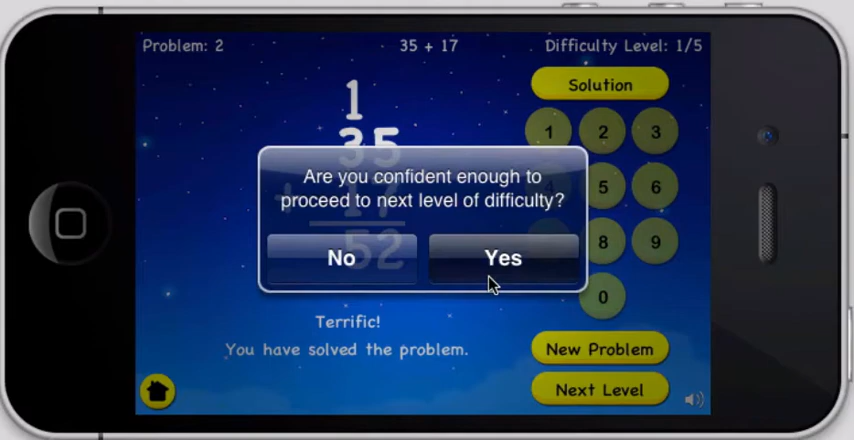 Problem: 2
35 + 17
Difficulty Level: 1/5
Solution
1
35
+ 17
52
1 2 3
4 5 6
8 9
0
Are you confident enough to
proceed to next level of difficulty?
No
Yes
Terrific!
You have solved the problem.
New Problem
Next Level